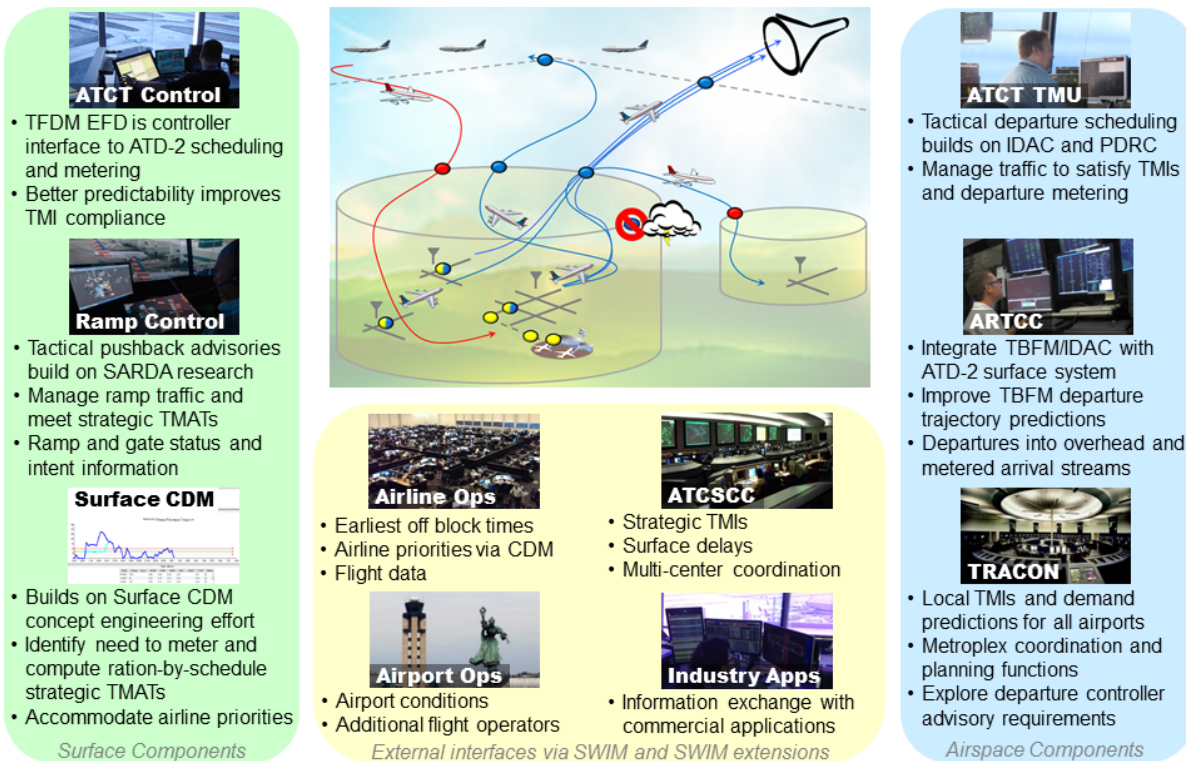 ATCT Control
• TFDM EFD is controller
interface to ATD-2 scheduling
and metering
• Better predictability improves
TMI compliance
Ramp Control
• Tactical pushback advisories
build on SARDA research
• Manage ramp traffic and
meet strategic TMATs
• Ramp and gate status and
intent information
Surface CDM
• Builds on Surface CDM
concept engineering effort
• Identify need to meter and
compute ration-by-schedule
strategic TMATs
• Accommodate airline priorities
Surface Components
Airline Ops
• Earliest off block times
• Airline priorities via CDM
• Flight data
ATCSCC
• Strategic TMIs
• Surface delays
• Multi-center coordination
Airport Ops
• Airport conditions
• Additional flight operators
Industry Apps
• Information exchange with
commercial applications
External interfaces via SWIM and SWIM extensions
ATCT TMU
• Tactical departure scheduling
builds on IDAC and PDRC
• Manage traffic to satisfy TMIs
and departure metering
ARTCC
• Integrate TBFM/IDAC with
ATD-2 surface system
• Improve TBFM departure
trajectory predictions
• Departures into overhead and
metered arrival streams
TRACON
• Local TMIs and demand
predictions for all airports
• Metroplex coordination and
planning functions
• Explore departure controller
advisory requirements
Airspace Components